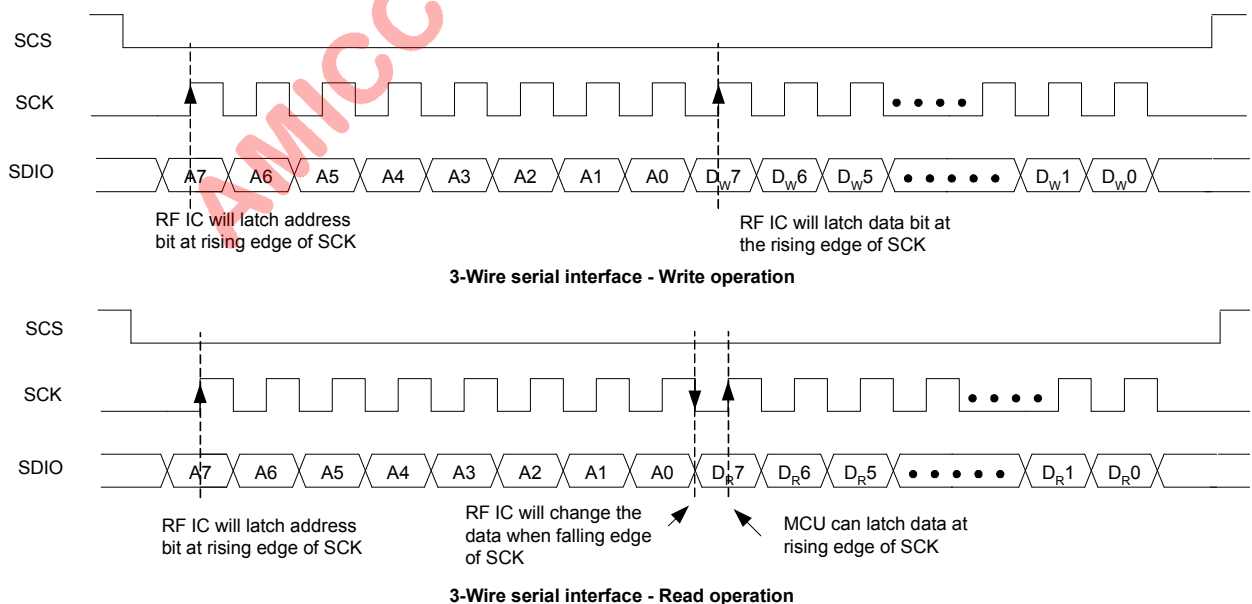 SCS
SCK
SDIO A7 A6 A5 A4 A3 A2 A1 A0 DW7 DW6 DW5 DW1 DW0
RF IC will latch address
bit at rising edge of SCK
RF IC will latch data bit at
the rising edge of SCK
3-Wire serial interface - Write operation
SCS
SCK
SDIO A7 A6 A5 A4 A3 A2 A1 A0 DR7 DR6 DR5 DR1 DR0
RF IC will latch address
bit at rising edge of SCK
RF IC will change the
data when falling edge
of SCK
MCU can latch data at
rising edge of SCK
3-Wire serial interface - Read operation
AMICC